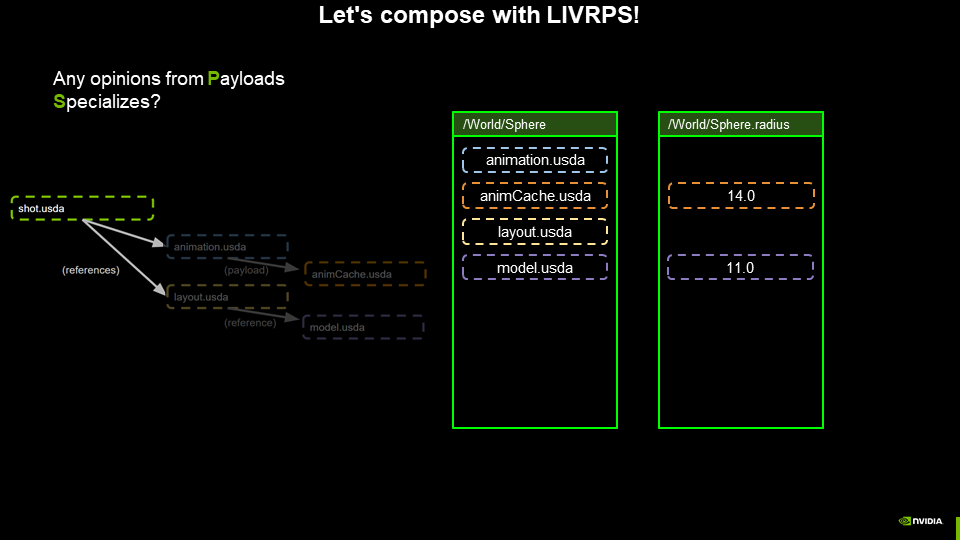 Let's compose with LIVRPS!
Any opinions from Payloads
Specializes?
/World/Sphere
/World/Sphere.radius
animation.usda
animCache.usda
14.0
layout.usda
model.usda
11.0
shot.usda
(references)
animation.usda
(payload)
animCache.usda
layout.usda
(reference)
model.usda
NVIDIA